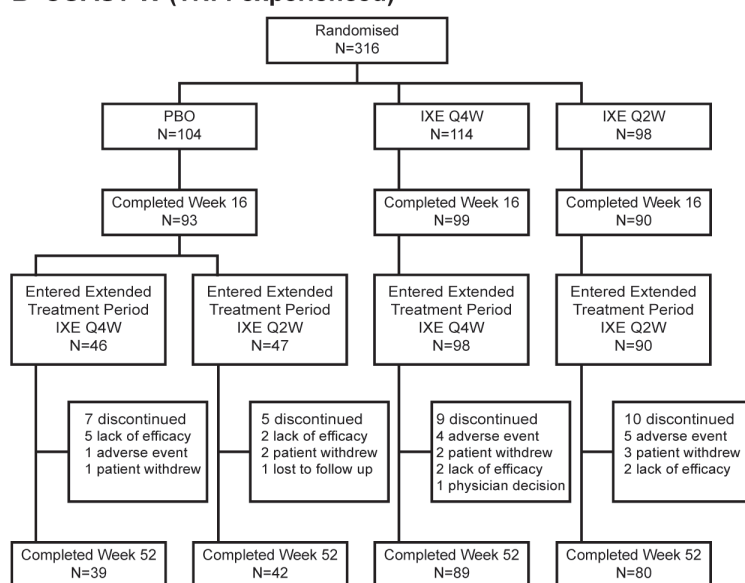 Randomised
N=316
PBO
N=104
IXE Q4W
N=114
IXE Q2W
N=98
Completed Week 16
N=93
Completed Week 16
N=99
Completed Week 16
N=90
Entered Extended
Treatment Period
IXE Q4W
N=46
Entered Extended
Treatment Period
IXE Q2W
N=47
Entered Extended
Treatment Period
IXE Q4W
N=98
Entered Extended
Treatment Period
IXE Q2W
N=90
7 discontinued
5 lack of efficacy
1 adverse event
1 patient withdrew
5 discontinued
2 lack of efficacy
2 patient withdrew
1 lost to follow up
9 discontinued
4 adverse event
2 patient withdrew
2 lack of efficacy
1 physician decision
10 discontinued
5 adverse event
3 patient withdrew
2 lack of efficacy
Completed Week 52
N=39
Completed Week 52
N=42
Completed Week 52
N=89
Completed Week 52
N=80